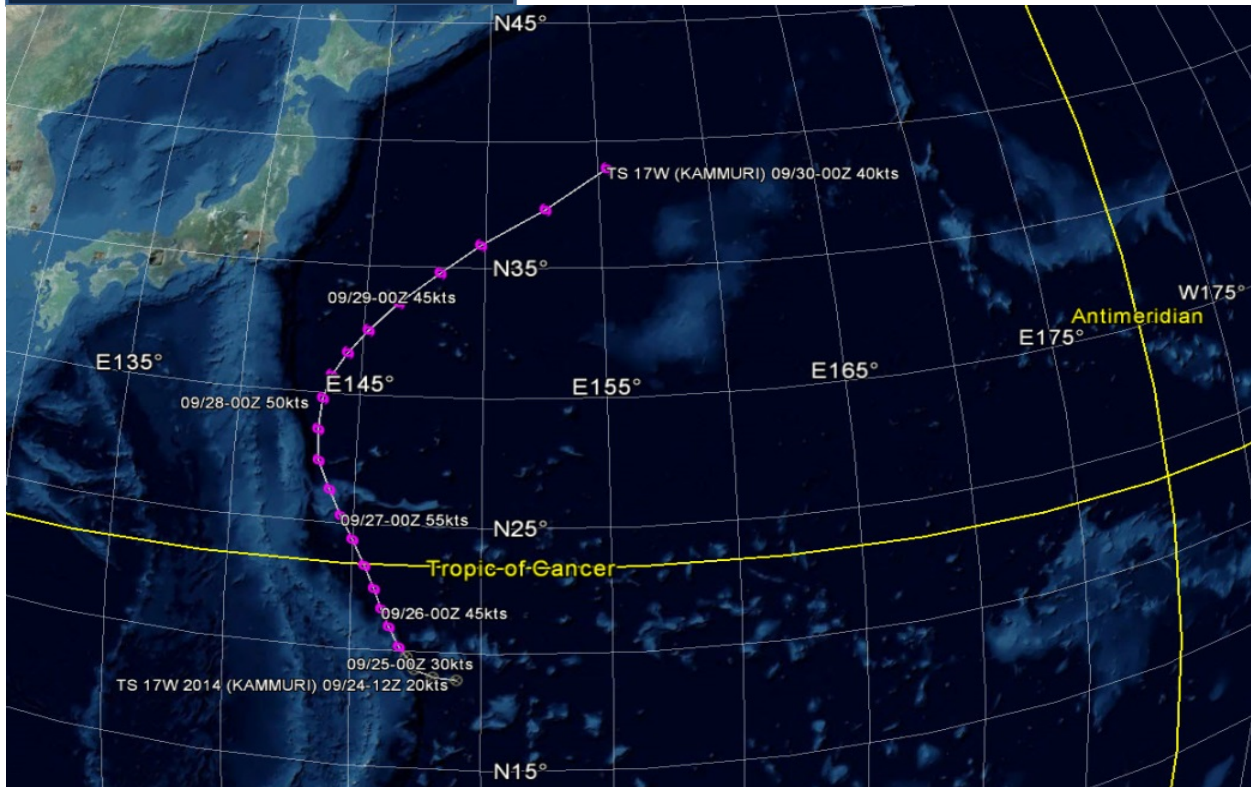 N45°
TS 17W (KAMMURI) 09/30-00Z 40kts
N35°
W175°
09/29-00Z 45kts
Antimeridian
E175°
E135°
E145°
E155°
E165°
09/28-00Z 50kts
09/27-00Z 55kts
N25°
Tropic of Cancer
09/26-00Z 45kts
09/25-00Z 30kts
TS 17W 2014 (KAMMURI) 09/24-12Z 20kts
N15°